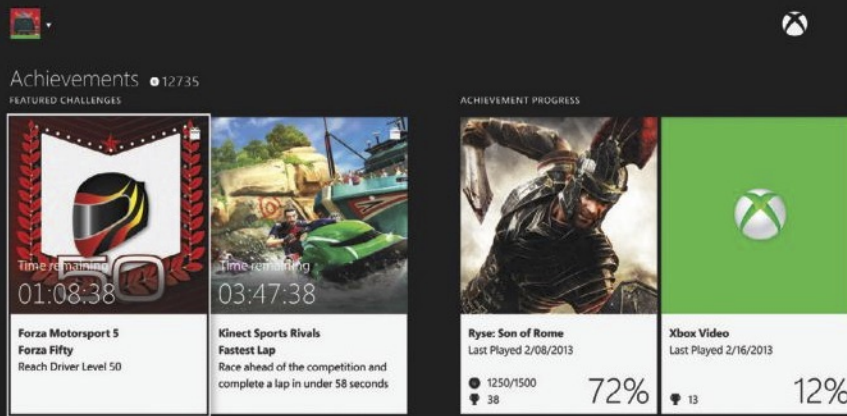 Achievements 12735
FEATURED CHALLENGES
ACHIEVEMENT PROGRESS
50
Time remaining
01:08:38
Time remaining
03:47:38
Forza Motorsport 5
Forza Fifty
Reach Driver Level 50
Kinect Sports Rivals
Fastest Lap
Race ahead of the competition and
complete a lap in under 58 seconds
Ryse: Son of Rome
Last Played 2/08/2013
1250/1500
38
72%
Xbox Video
Last Played 2/16/2013
13
12%